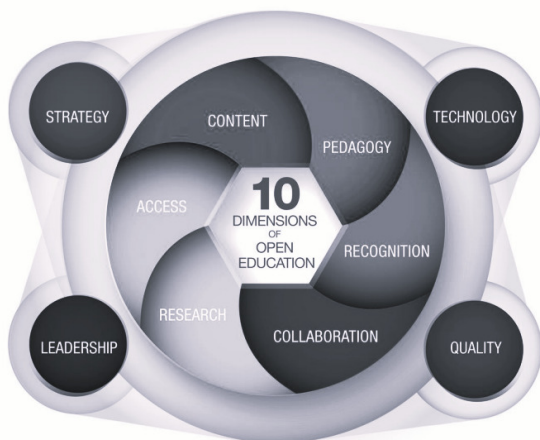 STRATEGY
TECHNOLOGY
CONTENT
PEDAGOGY
ACCESS
10
DIMENSIONS
OF
OPEN
EDUCATION
RECOGNITION
RESEARCH
COLLABORATION
LEADERSHIP
QUALITY